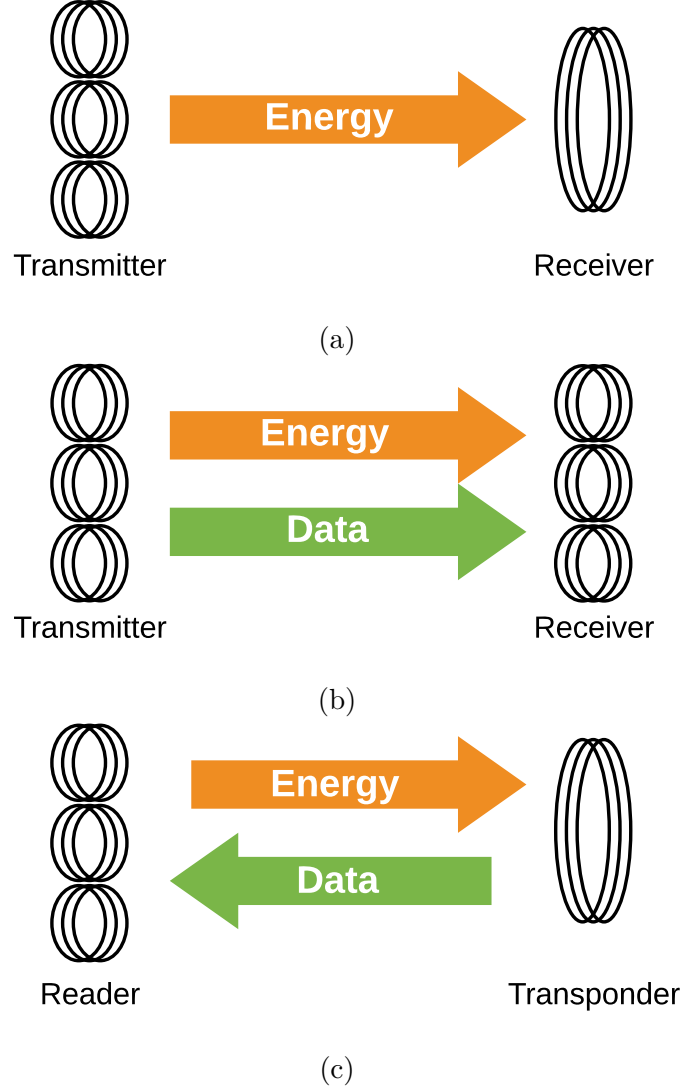 Energy
Transmitter
Receiver
(a)
Energy
Data
Transmitter
Receiver
(b)
Energy
Data
Reader
Transponder
(c)